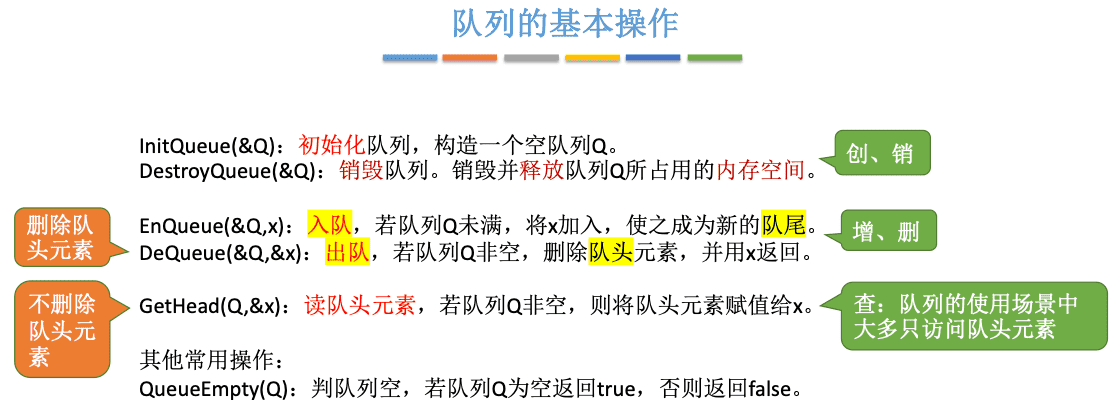 队列的基本操作
InitQueue(&Q)：初始化队列，构造一个空队列Q。
DestroyQueue(&Q)：销毁队列。销毁并释放队列Q所占用的内存空间。
创、销
删除队
头元素
EnQueue(&Q,x)：入队，若队列Q未满，将x加入，使之成为新的队尾。
DeQueue(&Q,&x)：出队，若队列Q非空，删除队头元素，并用x返回。
增、删
不删除
队头元
素
GetHead(Q,&x)：读队头元素，若队列Q非空，则将队头元素赋值给x。
查：队列的使用场景中
大多只访问队头元素
其他常用操作：
QueueEmpty(Q)：判队列空，若队列Q为空返回true，否则返回false。